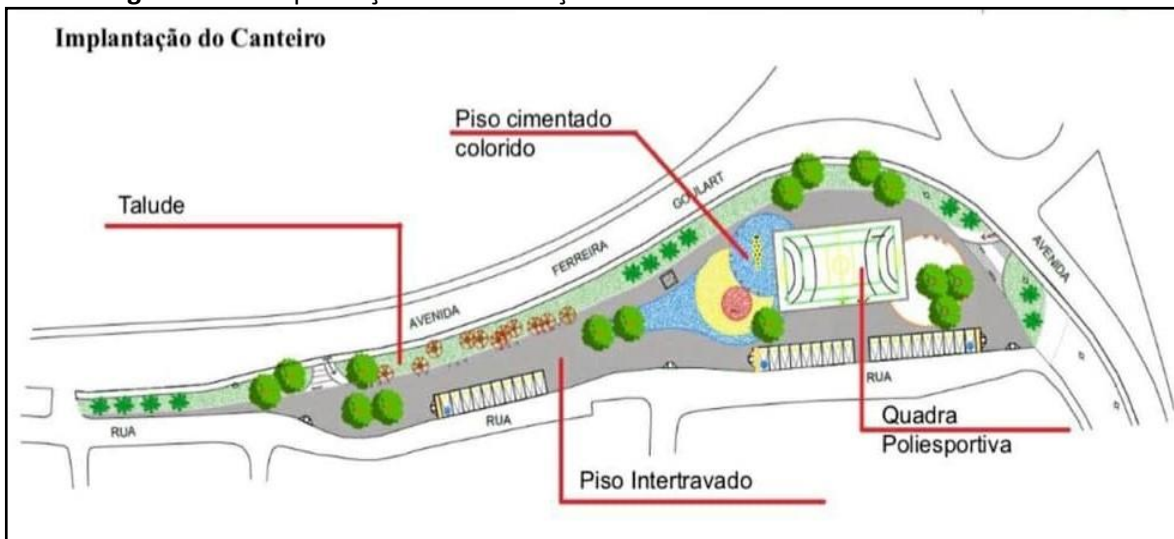 Implantação do Canteiro
Piso cimentado
colorido
Talude
GOULART
FERREIRA
AVENIDA
AVENIDA
RUA
RUA
RUA
Quadra
Poliesportiva
Piso Intertravado